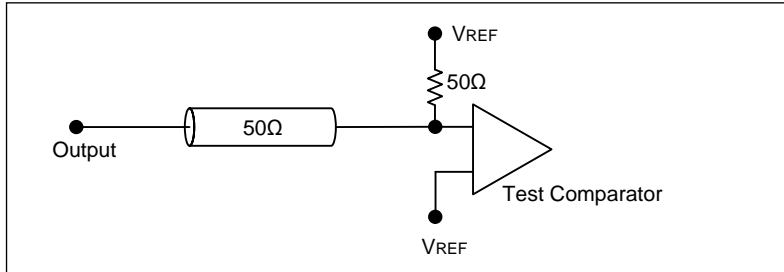 VREF
50Ω
50Ω
Output
Test Comparator
VREF